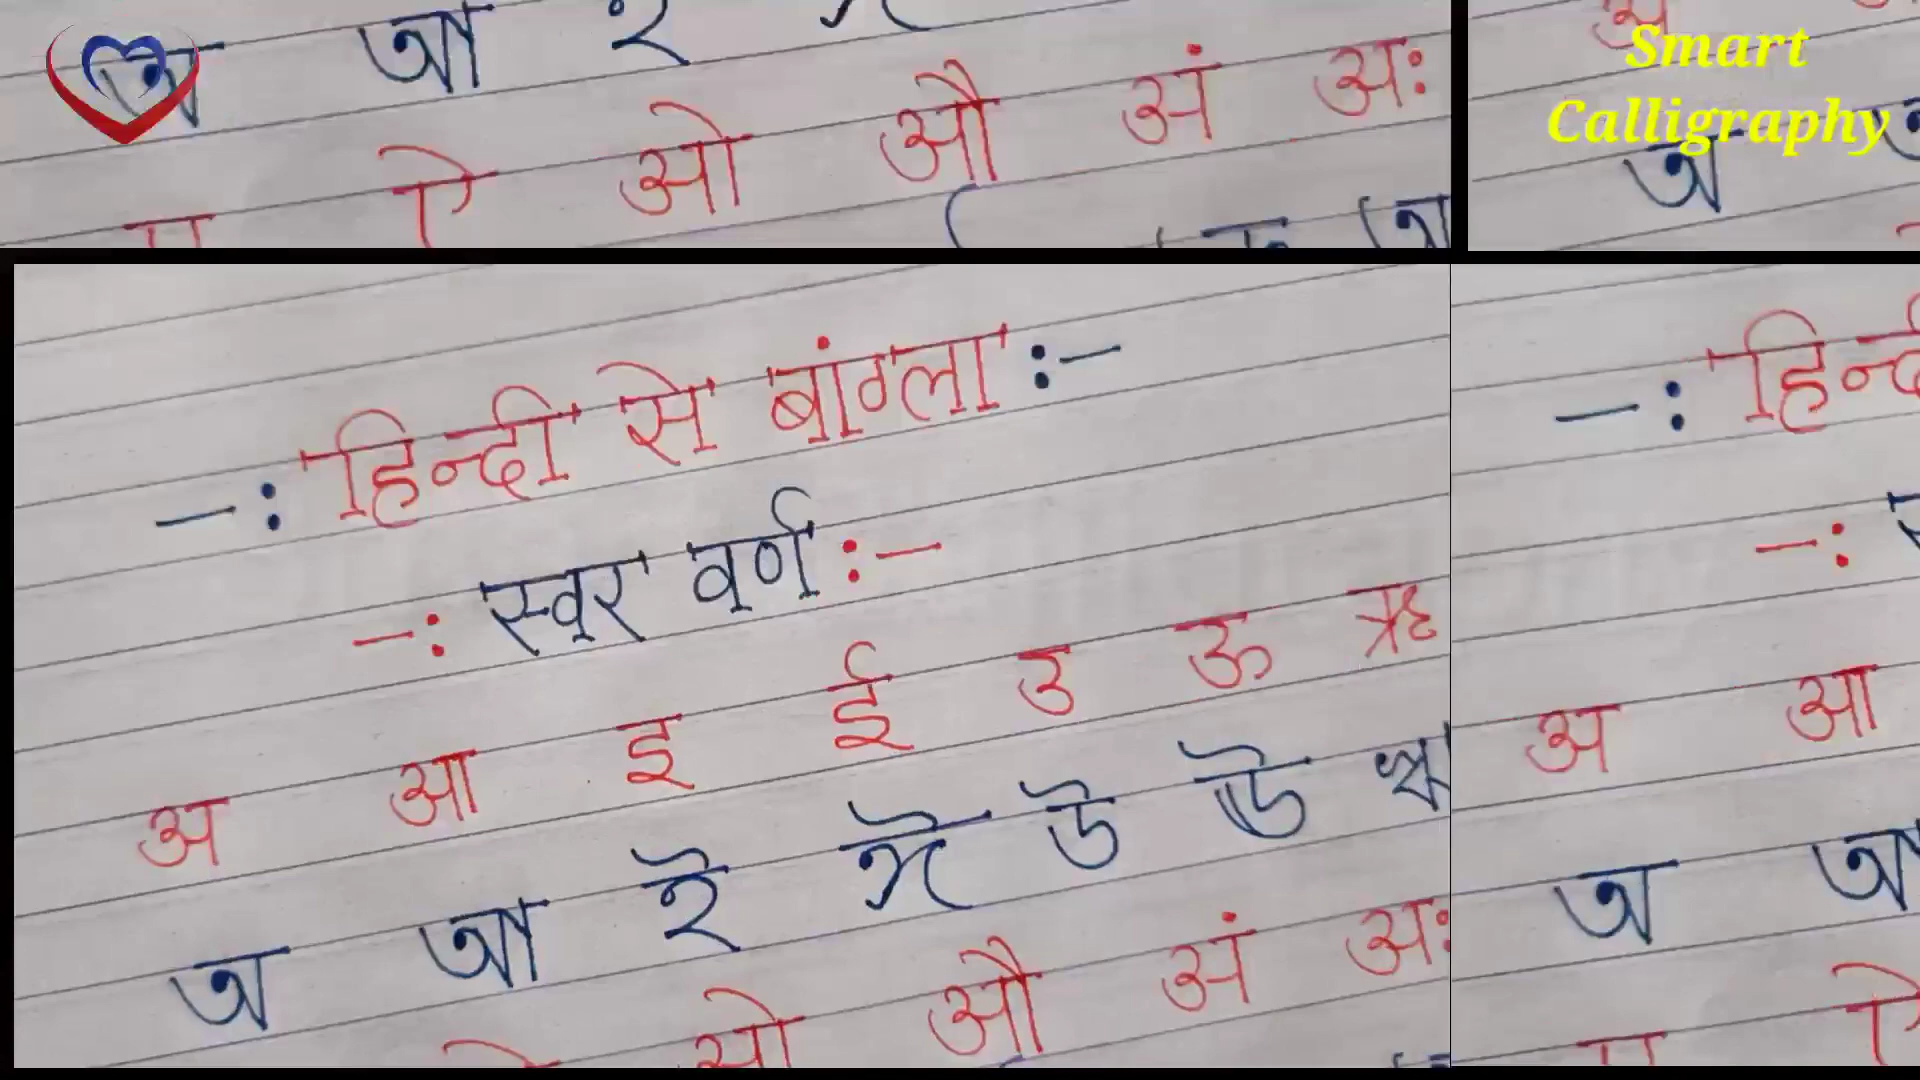 অ আ ই
ओ औ अं अः
ऐ
Smart
Calligraphy
অ
-: हिन्दी से बांग्ला :-
-: स्वर वर्ण :-
अ आ इ ई उ ऊ ऋ
অ আ ই ঈ উ ঊ ঋ
ओ औ अं अः
-: हिन्दी
-:
अ आ
অ আ
ऐ